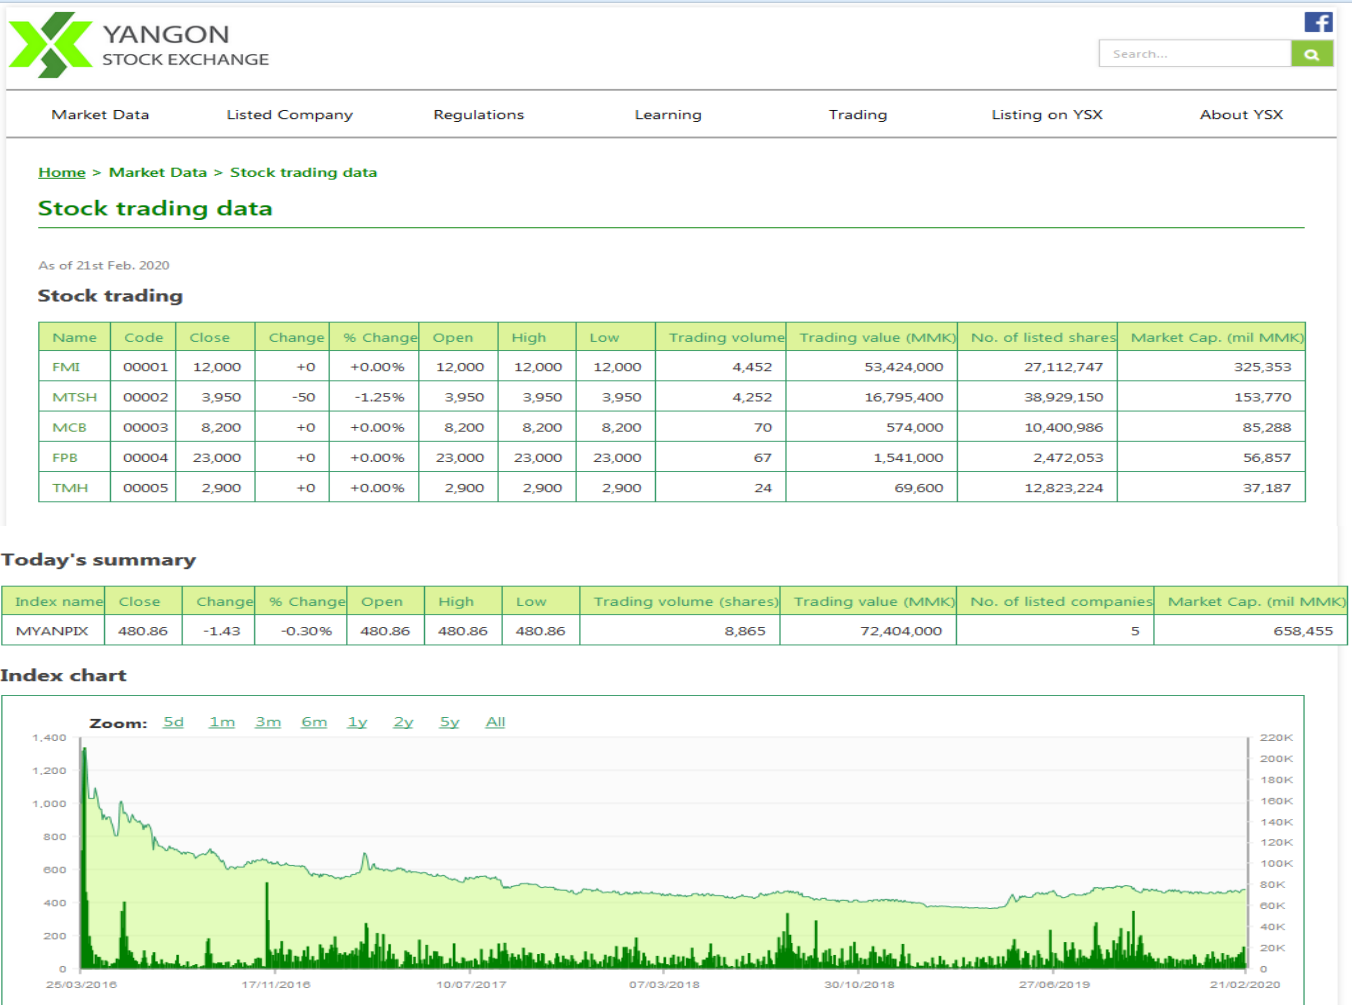 YANGON
STOCK EXCHANGE
f
Search...
Market Data Listed Company Regulations Learning Trading Listing on YSX About YSX
Home > Market Data > Stock trading data
Stock trading data
As of 21st Feb. 2020
Stock trading
Name Code Close Change % Change Open High Low Trading volume Trading value (MMK) No. of listed shares Market Cap. (mil MMK)
FMI 00001 12,000 +0 +0.00% 12,000 12,000 12,000 4,452 53,424,000 27,112,747 325,353
MTSH 00002 3,950 -50 -1.25% 3,950 3,950 3,950 4,252 16,795,400 38,929,150 153,770
MCB 00003 8,200 +0 +0.00% 8,200 8,200 8,200 70 574,000 10,400,986 85,288
FPB 00004 23,000 +0 +0.00% 23,000 23,000 23,000 67 1,541,000 2,472,053 56,857
TMH 00005 2,900 +0 +0.00% 2,900 2,900 2,900 24 69,600 12,823,224 37,187
Today's summary
Index name Close Change % Change Open High Low Trading volume (shares) Trading value (MMK) No. of listed companies Market Cap. (mil MMK)
MYANPIX 480.86 -1.43 -0.30% 480.86 480.86 480.86 8,865 72,404,000 5 658,455
Index chart
Zoom: 5d 1m 3m 6m 1y 2y 5y All
1,400 220K
200K
1,200
180K
1,000 160K
140K
800
120K
600 100K
80K
400
60K
40K
200
20K
0 0
25/03/2016 17/11/2016 10/07/2017 07/03/2018 30/10/2018 27/06/2019 21/02/2020